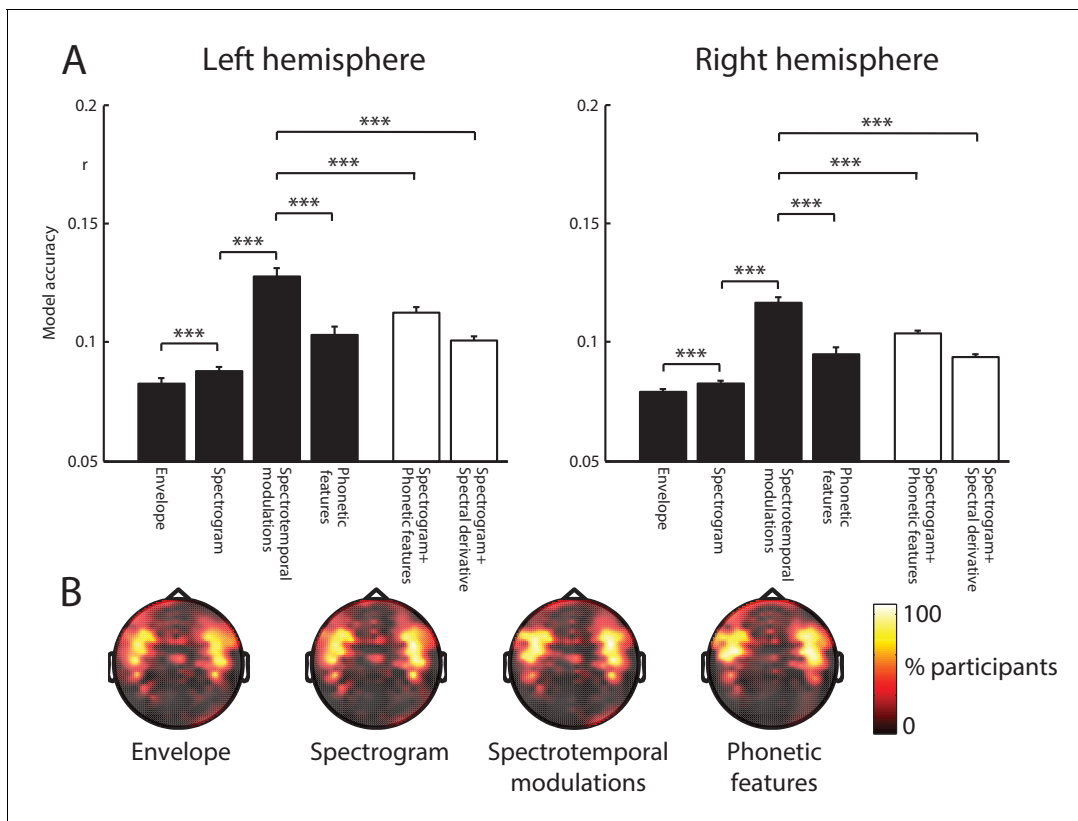 A
Left hemisphere
Right hemisphere
0.2
r
0.15
Model accuracy
0.1
0.05
***
***
***
***
***
Envelope
Spectrogram
Spectrotemporal
modulations
Phonetic
features
Spectrogram+
Phonetic features
Spectrogram+
Spectral derivative
0.2
0.15
0.1
0.05
***
***
***
***
***
Envelope
Spectrogram
Spectrotemporal
modulations
Phonetic
features
Spectrogram+
Phonetic features
Spectrogram+
Spectral derivative
B
100
% participants
0
Envelope
Spectrogram
Spectrotemporal
modulations
Phonetic
features